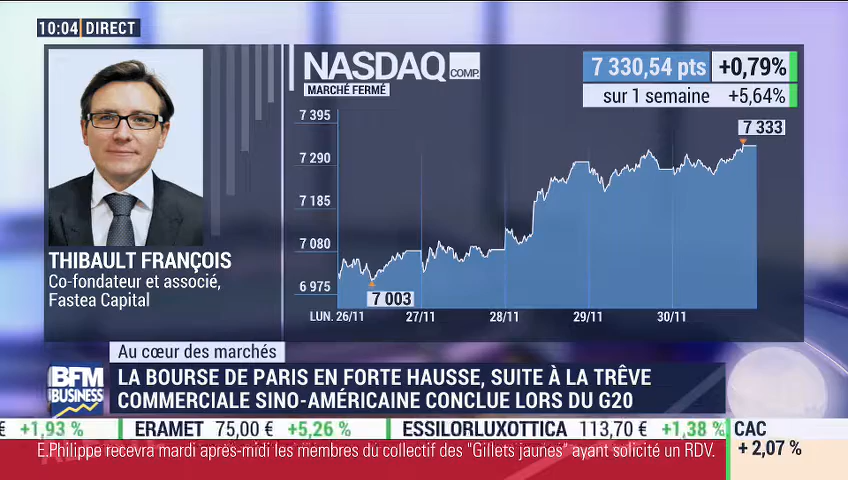 10:04 DIRECT
NASDAQ COMP.
MARCHÉ FERMÉ
7 330,54 pts +0,79%
sur 1 semaine +5,64%
7 395
7 290
7 185
7 080
6 975
7 333
7 003
LUN. 26/11 27/11 28/11 29/11 30/11
THIBAULT FRANÇOIS
Co-fondateur et associé,
Fastea Capital
Au cœur des marchés
BFM
BUSINESS
LA BOURSE DE PARIS EN FORTE HAUSSE, SUITE À LA TRÊVE
COMMERCIALE SINO-AMÉRICAINE CONCLUE LORS DU G20
€ +1,93 % ERAMET 75,00 € +5,26 % ESSILORLUXOTTICA 113,70 € +1,38 % CAC
+ 2,07 %
E.Philippe recevra mardi après-midi les membres du collectif des "Gillets jaunes" ayant solicité un RDV.